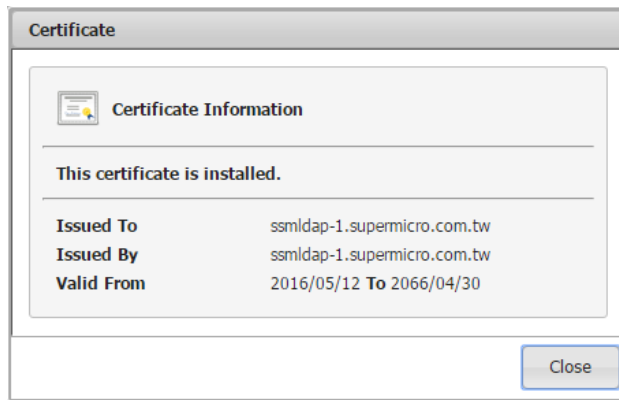 Certificate
Certificate Information
This certificate is installed.
Issued To ssmldap-1.supermicro.com.tw
Issued By ssmldap-1.supermicro.com.tw
Valid From 2016/05/12 To 2066/04/30
Close